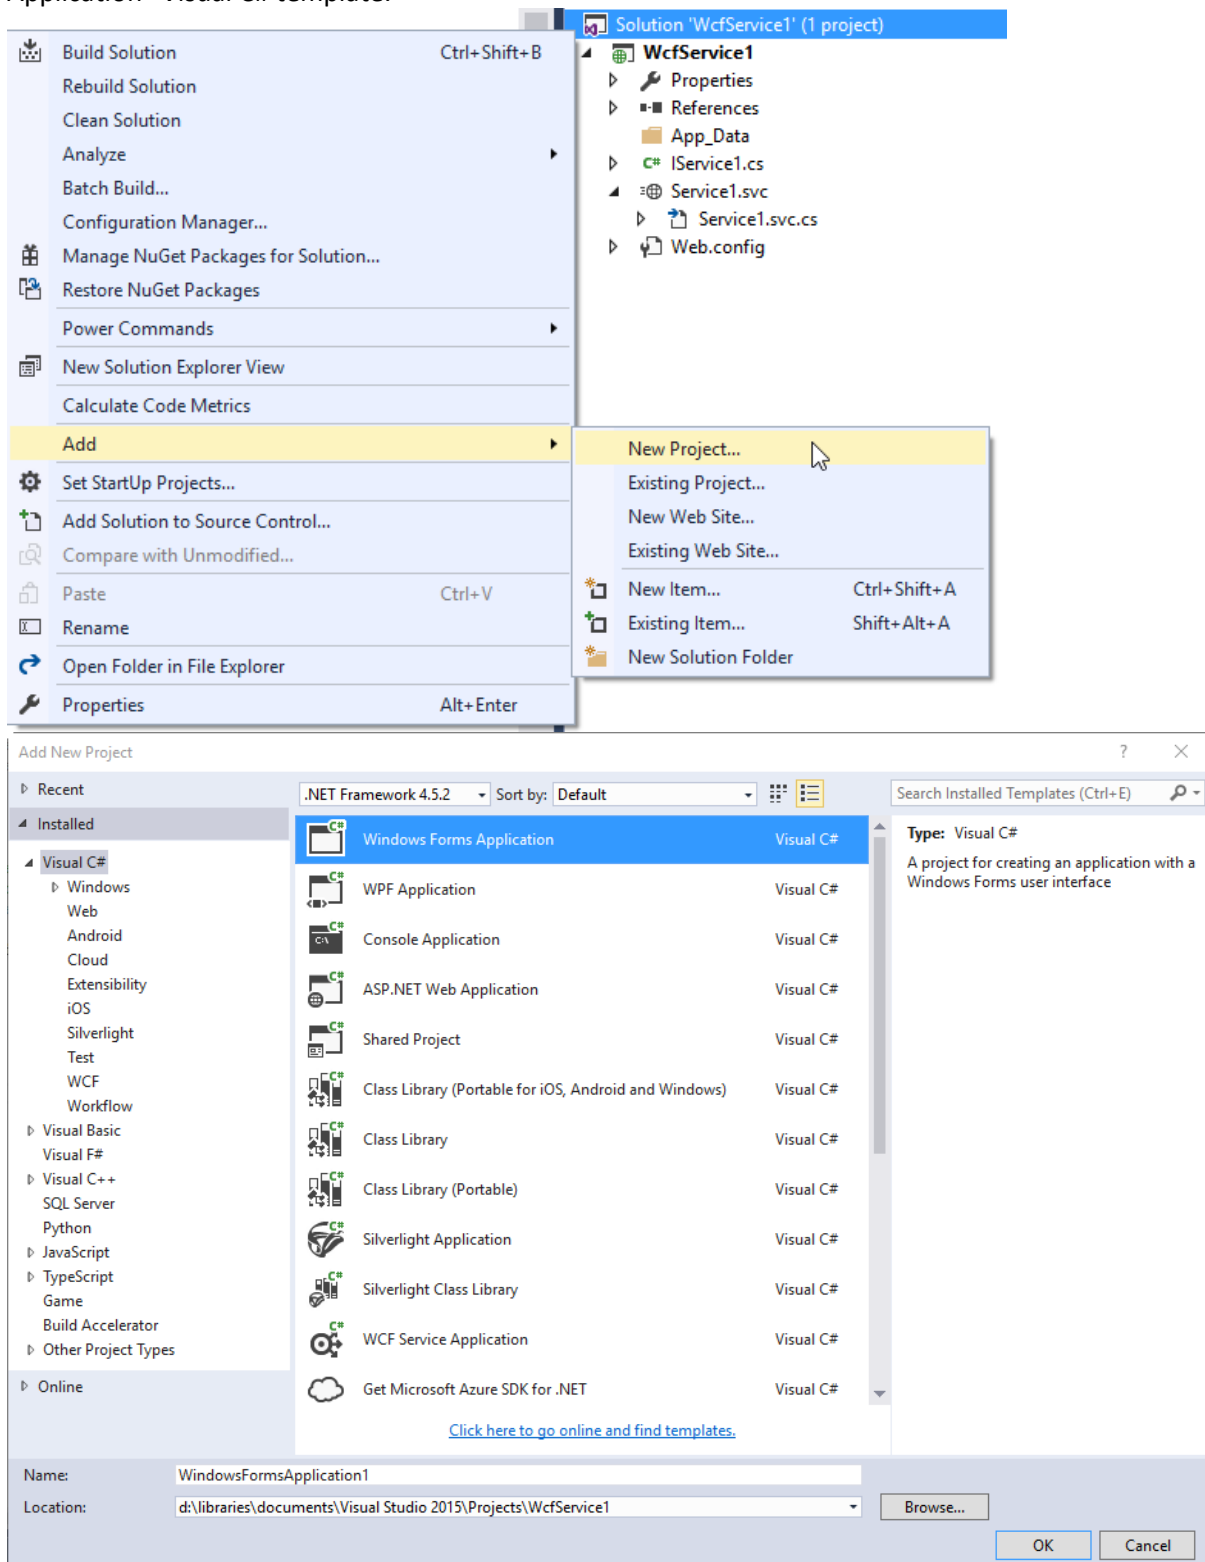 Solution 'WcfService1' (1 project)
WcfService1
Properties
References
App_Data
C# IService1.cs
Service1.svc
Service1.svc.cs
Web.config
Build Solution Ctrl+Shift+B
Rebuild Solution
Clean Solution
Analyze
Batch Build...
Configuration Manager...
Manage NuGet Packages for Solution...
Restore NuGet Packages
Power Commands
New Solution Explorer View
Calculate Code Metrics
Add
Set StartUp Projects...
Add Solution to Source Control...
Compare with Unmodified...
Paste Ctrl+V
Rename
Open Folder in File Explorer
Properties Alt+Enter
New Project...
Existing Project...
New Web Site...
Existing Web Site...
New Item... Ctrl+Shift+A
Existing Item... Shift+Alt+A
New Solution Folder
Add New Project ?
Recent
Installed
Visual C#
Windows
Web
Android
Cloud
Extensibility
iOS
Silverlight
Test
WCF
Workflow
Visual Basic
Visual F#
Visual C++
SQL Server
Python
JavaScript
TypeScript
Game
Build Accelerator
Other Project Types
Online
.NET Framework 4.5.2 Sort by: Default
Search Installed Templates (Ctrl+E)
Windows Forms Application Visual C#
WPF Application Visual C#
Console Application Visual C#
ASP.NET Web Application Visual C#
Shared Project Visual C#
Class Library (Portable for iOS, Android and Windows) Visual C#
Class Library Visual C#
Class Library (Portable) Visual C#
Silverlight Application Visual C#
Silverlight Class Library Visual C#
WCF Service Application Visual C#
Get Microsoft Azure SDK for .NET Visual C#
Click here to go online and find templates.
Type: Visual C#
A project for creating an application with a
Windows Forms user interface
Name: WindowsFormsApplication1
Location: d:\libraries\documents\Visual Studio 2015\Projects\WcfService1
Browse...
OK Cancel